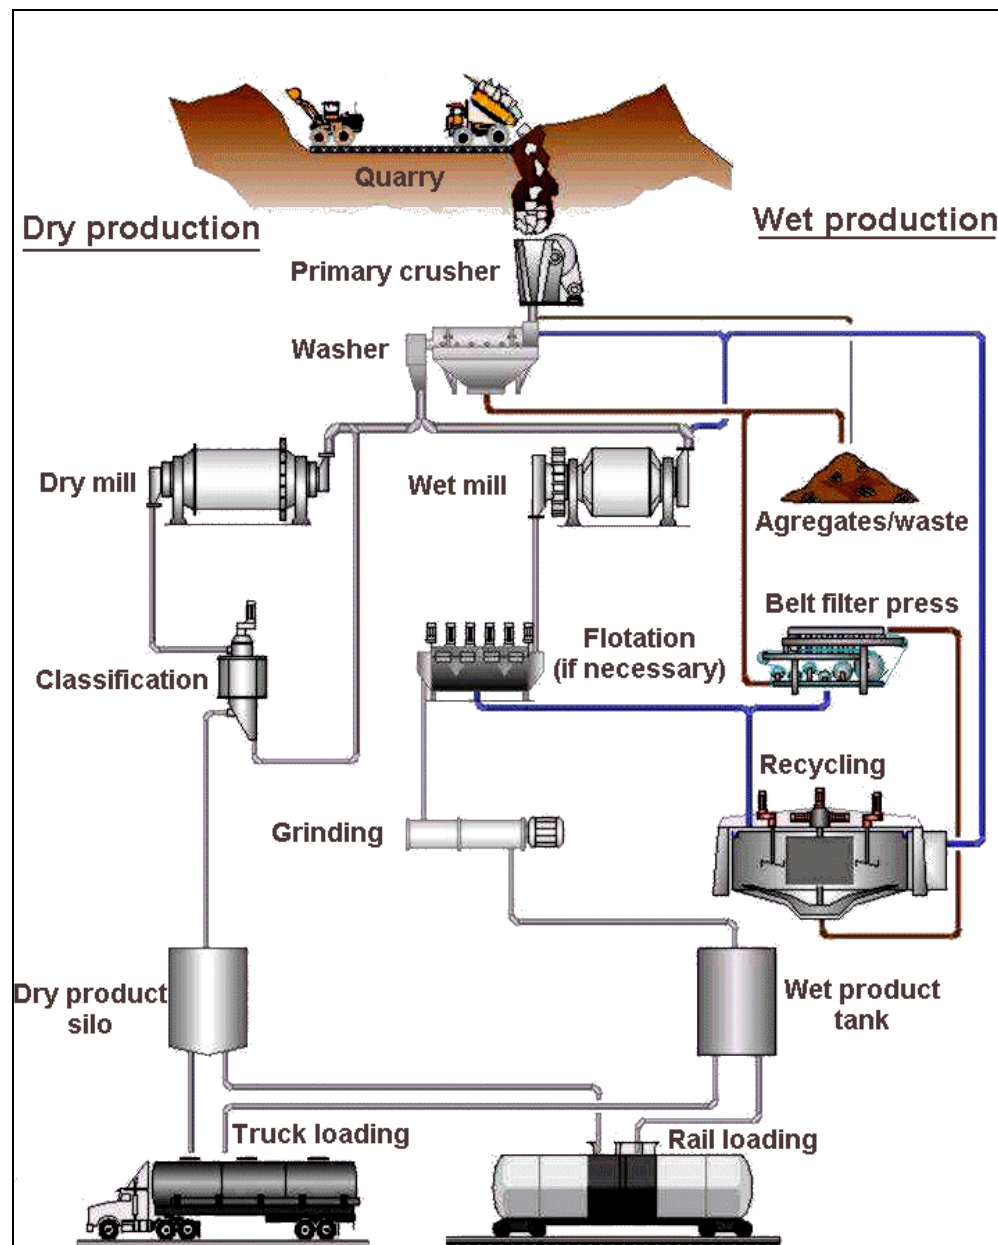 Quarry
Dry production
Wet production
Primary crusher
Washer
Dry mill
Wet mill
Agregates/waste
Belt filter press
Flotation
(if necessary)
Classification
Recycling
Grinding
Dry product
silo
Wet product
tank
Truck loading
Rail loading